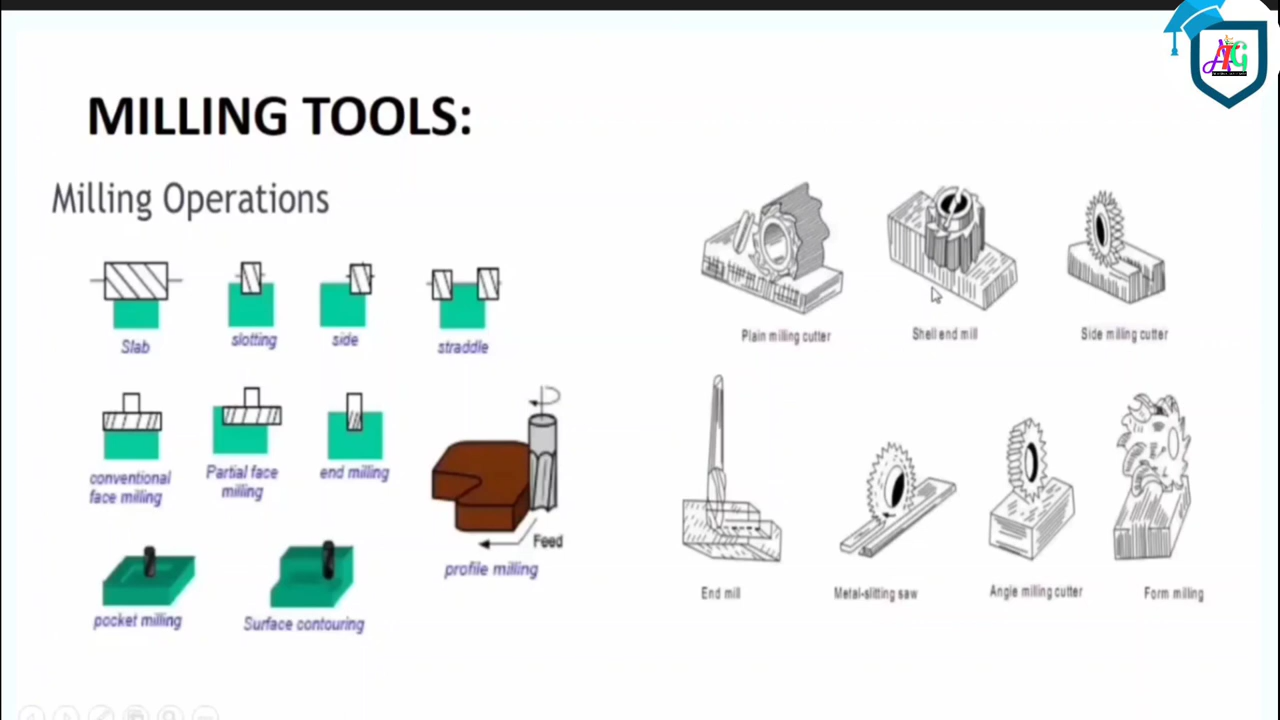 MILLING TOOLS:
Milling Operations
Slab
slotting
side
straddle
conventional
face milling
Partial face
milling
end milling
Feed
profile milling
pocket milling
Surface contouring
Plain milling cutter
Shell end mill
Side milling cutter
End mill
Metal-slitting saw
Angle milling cutter
Form milling
ATG